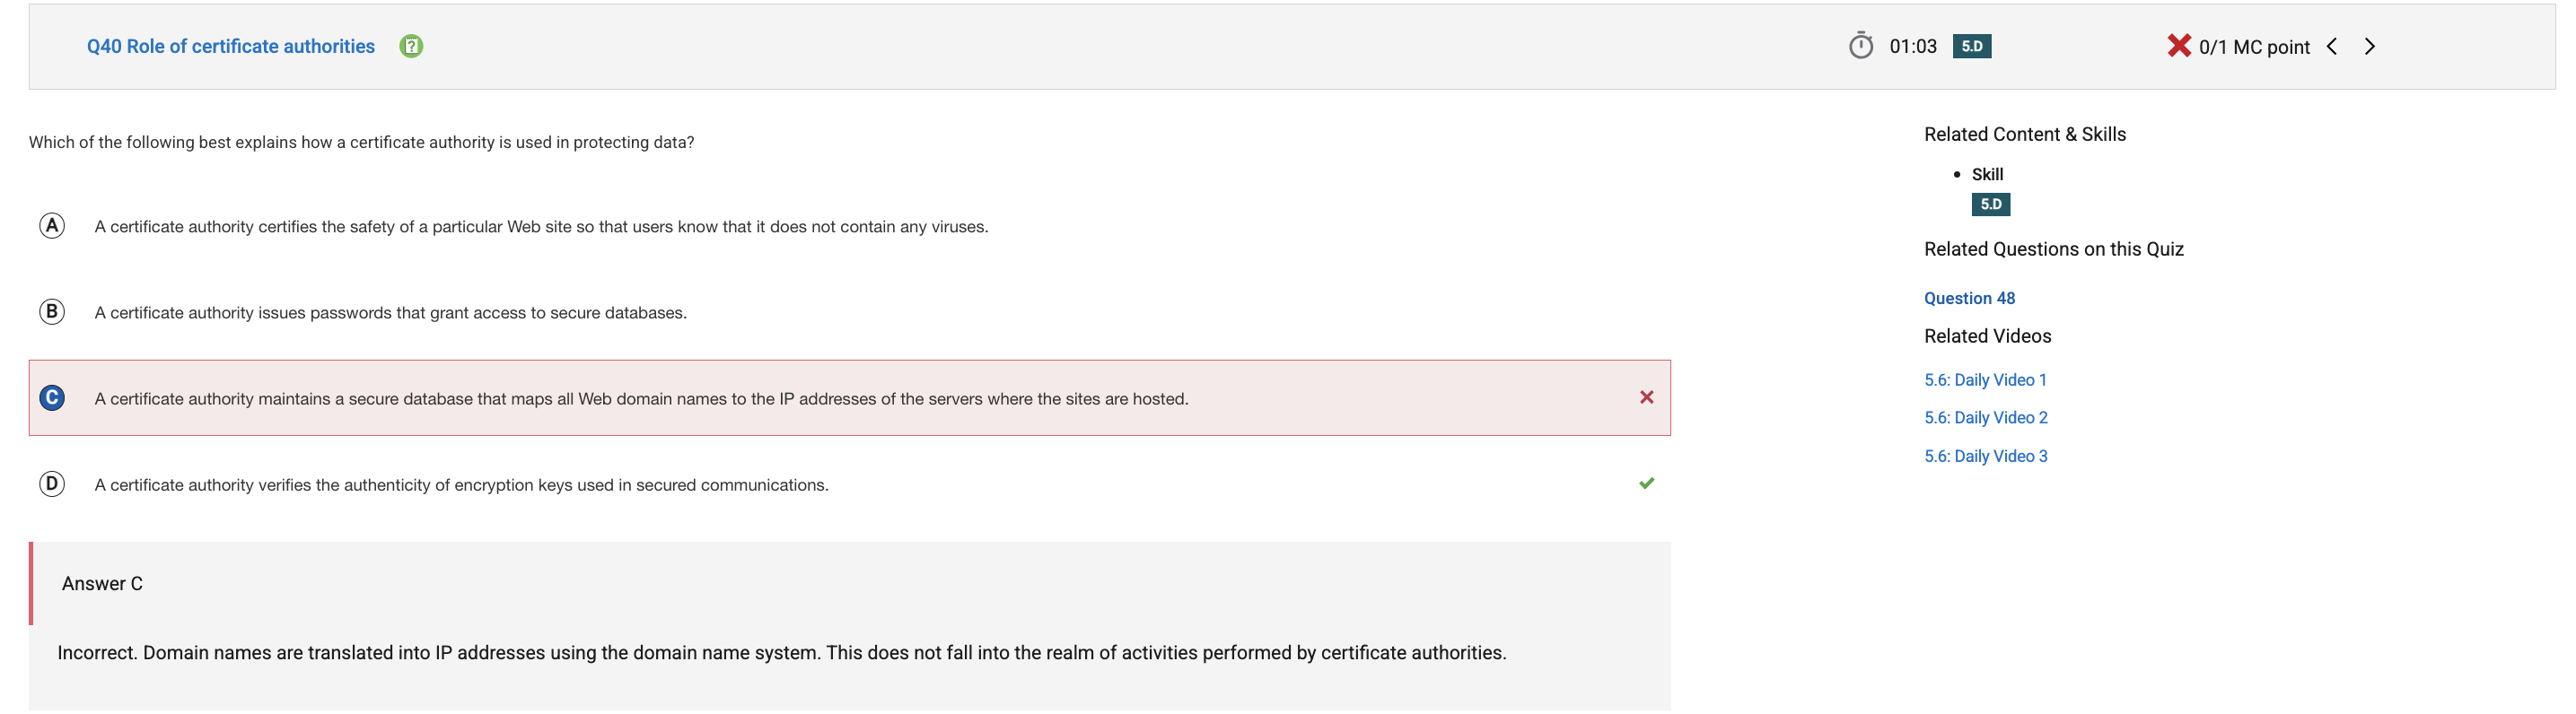 Q40 Role of certificate authorities
01:03 5.D
0/1 MC point
Which of the following best explains how a certificate authority is used in protecting data?
A A certificate authority certifies the safety of a particular Web site so that users know that it does not contain any viruses.
B A certificate authority issues passwords that grant access to secure databases.
C A certificate authority maintains a secure database that maps all Web domain names to the IP addresses of the servers where the sites are hosted.
D A certificate authority verifies the authenticity of encryption keys used in secured communications.
Answer C
Incorrect. Domain names are translated into IP addresses using the domain name system. This does not fall into the realm of activities performed by certificate authorities.
Related Content & Skills
• Skill
5.D
Related Questions on this Quiz
Question 48
Related Videos
5.6: Daily Video 1
5.6: Daily Video 2
5.6: Daily Video 3